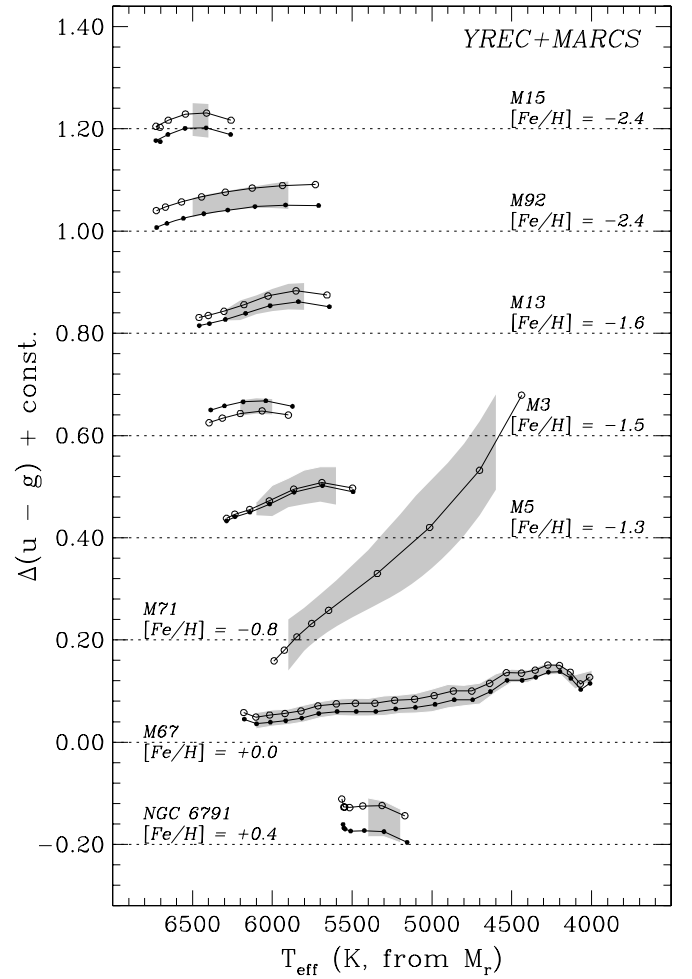 YREC+MARCS
1.40
M15
[Fe/H] = −2.4
1.20
M92
[Fe/H] = −2.4
1.00
M13
[Fe/H] = −1.6
0.80
M3
[Fe/H] = −1.5
0.60
M5
[Fe/H] = −1.3
0.40
M71
[Fe/H] = −0.8
0.20
M67
[Fe/H] = +0.0
0.00
NGC 6791
[Fe/H] = +0.4
−0.20
Δ(u − g) + const.
6500 6000 5500 5000 4500 4000
T_eff (K, from M_r)